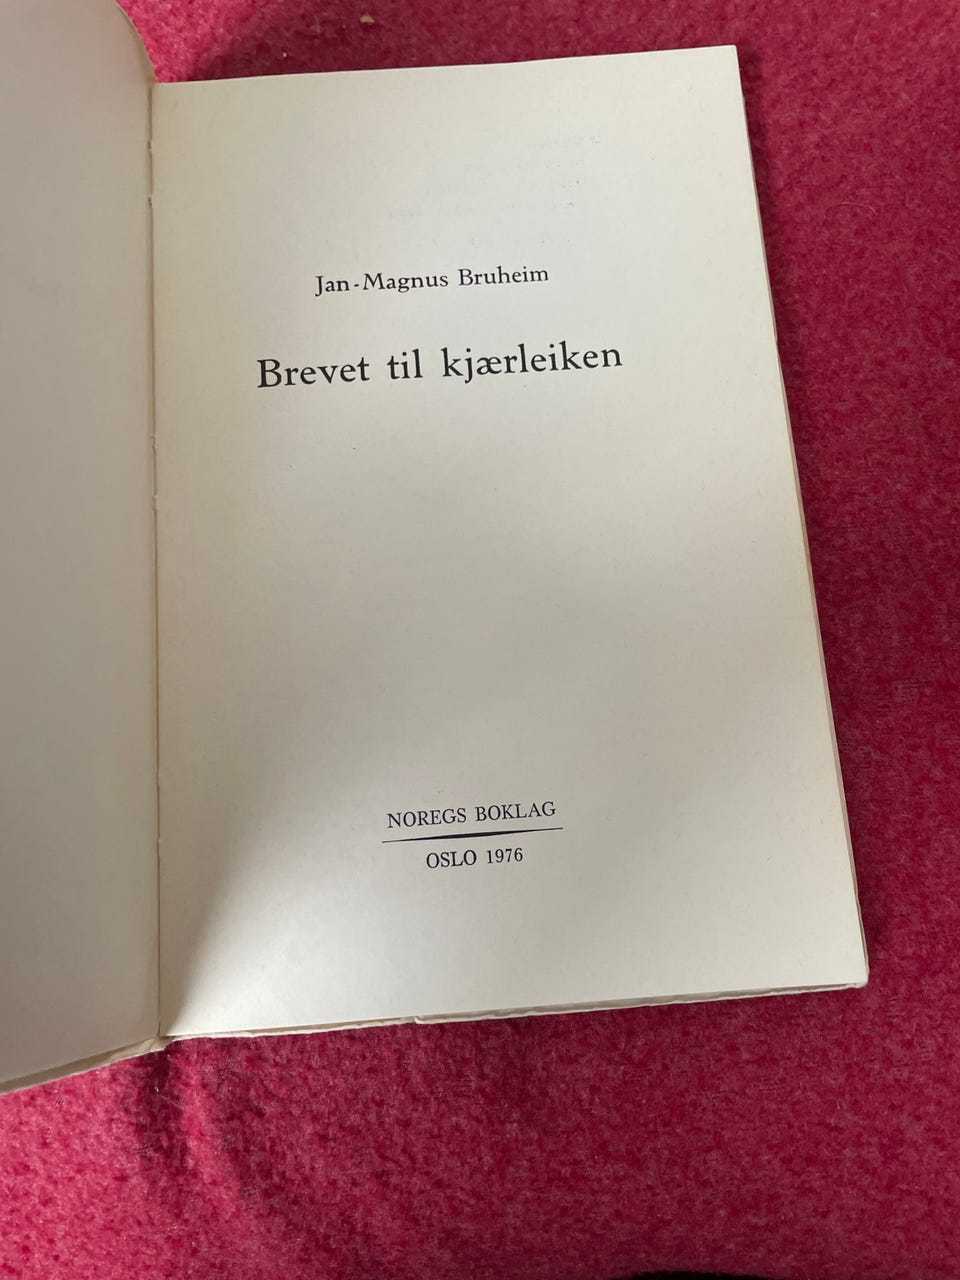 Jan-Magnus Bruheim
Brevet til kjærleiken
NOREGS BOKLAG
OSLO 1976